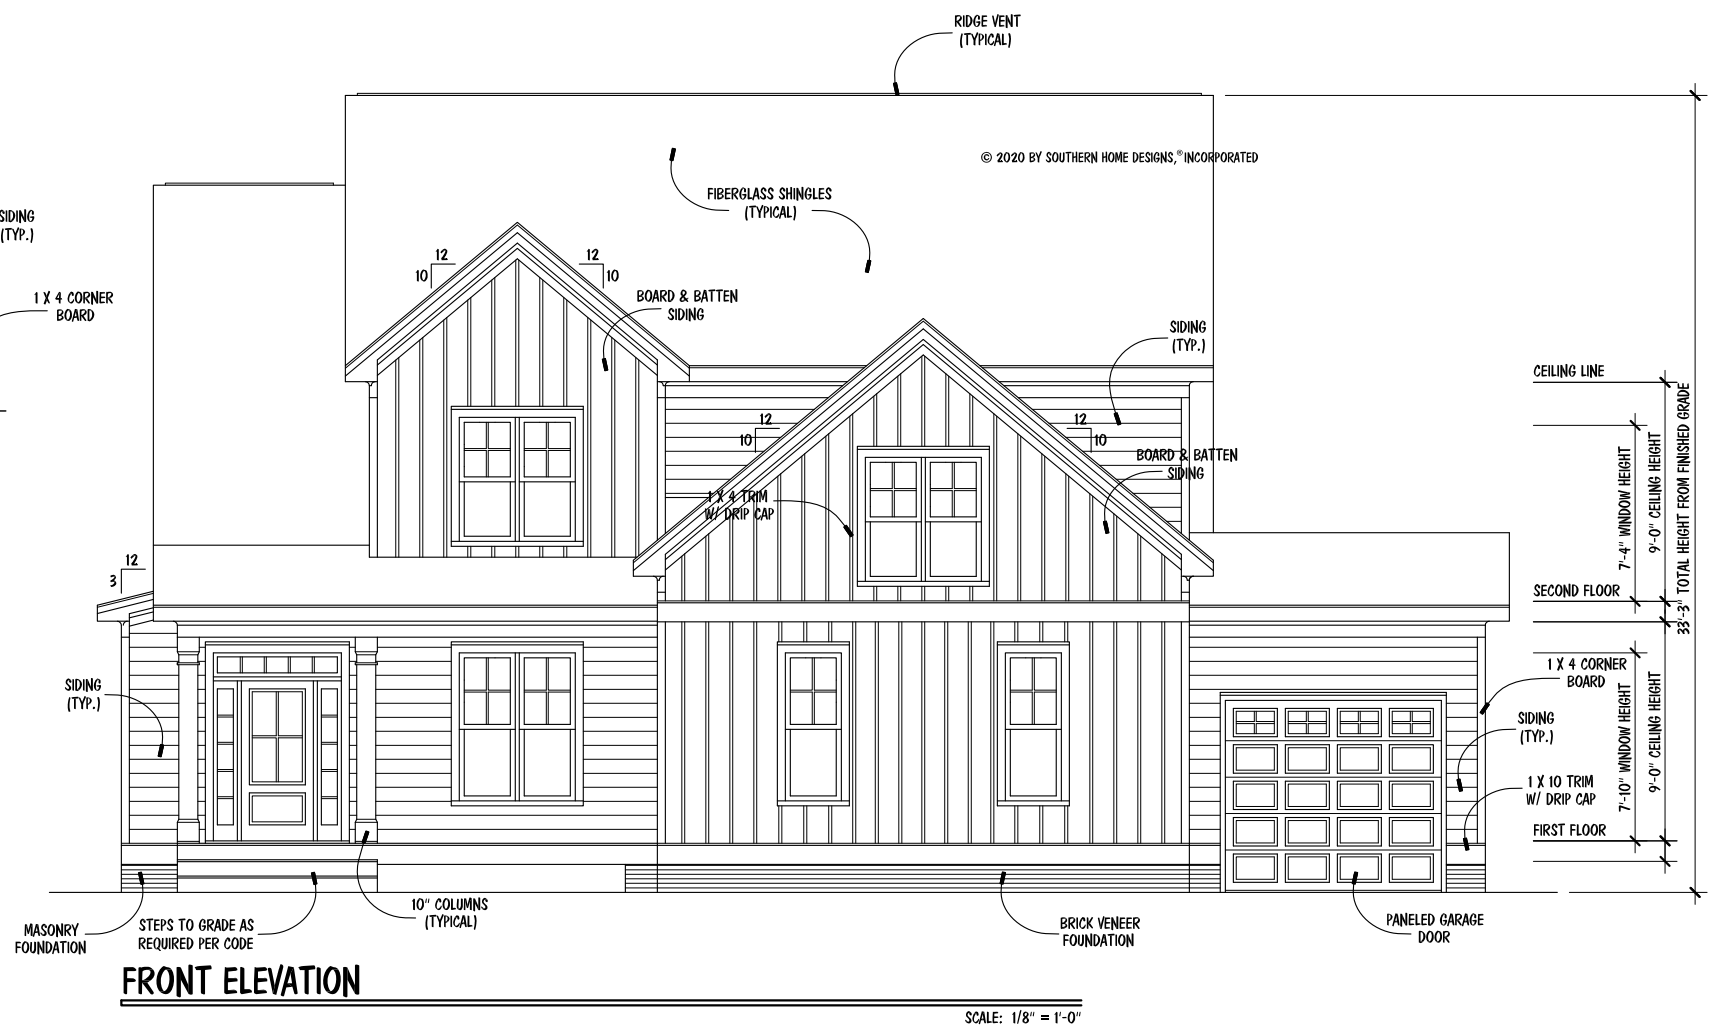 RIDGE VENT
(TYPICAL)
© 2020 BY SOUTHERN HOME DESIGNS,® INCORPORATED
FIBERGLASS SHINGLES
(TYPICAL)
SIDING
(TYP.)
12
10
12
10
1 X 4 CORNER
BOARD
BOARD & BATTEN
SIDING
SIDING
(TYP.)
CEILING LINE
12
10
12
10
BOARD & BATTEN
SIDING
1 X 4 TRIM
W/ DRIP CAP
7'-4" WINDOW HEIGHT
9'-0" CEILING HEIGHT
33'-3" TOTAL HEIGHT FROM FINISHED GRADE
12
3
SECOND FLOOR
SIDING
(TYP.)
1 X 4 CORNER
BOARD
SIDING
(TYP.)
7'-10" WINDOW HEIGHT
9'-0" CEILING HEIGHT
1 X 10 TRIM
W/ DRIP CAP
FIRST FLOOR
MASONRY
FOUNDATION
STEPS TO GRADE AS
REQUIRED PER CODE
10" COLUMNS
(TYPICAL)
BRICK VENEER
FOUNDATION
PANELED GARAGE
DOOR
FRONT ELEVATION
SCALE: 1/8" = 1'-0"